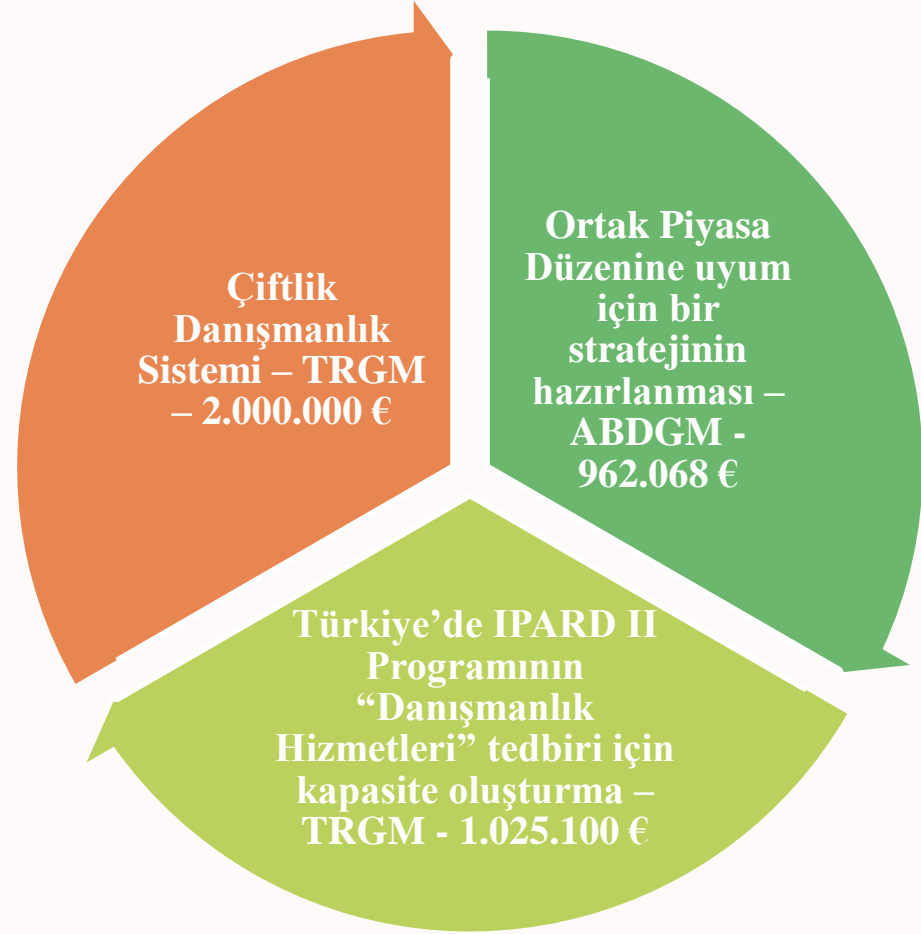 Çiftlik
Danışmanlık
Sistemi – TRGM
– 2.000.000 €
Ortak Piyasa
Düzenine uyum
için bir
stratejinin
hazırlanması –
ABDGM -
962.068 €
Türkiye’de IPARD II
Programının
“Danışmanlık
Hizmetleri” tedbiri için
kapasite oluşturma –
TRGM - 1.025.100 €